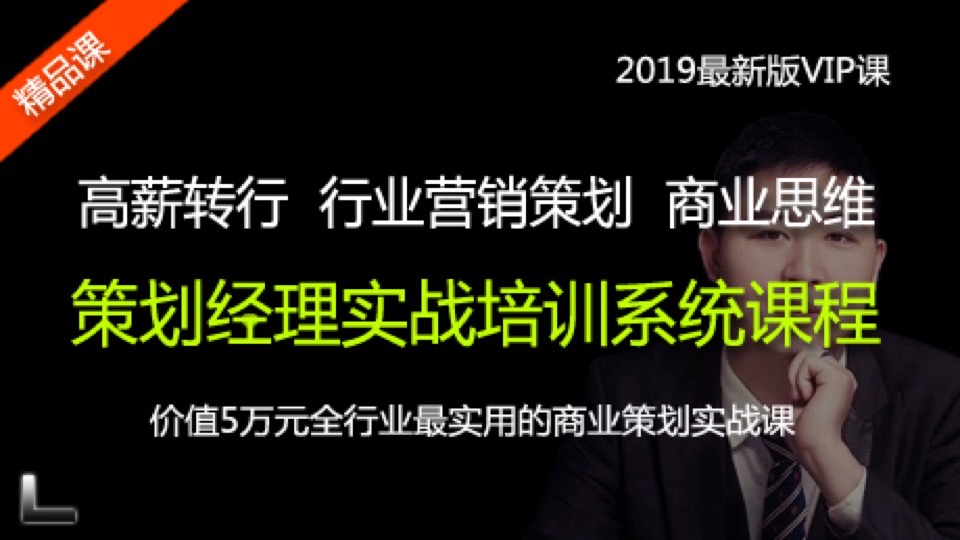 精品课
2019最新版VIP课
高薪转行 行业营销策划 商业思维
策划经理实战培训系统课程
价值5万元全行业最实用的商业策划实战课